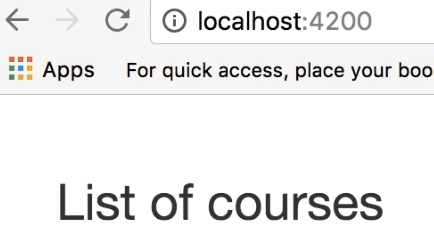 localhost:4200
Apps For quick access, place your boo
List of courses